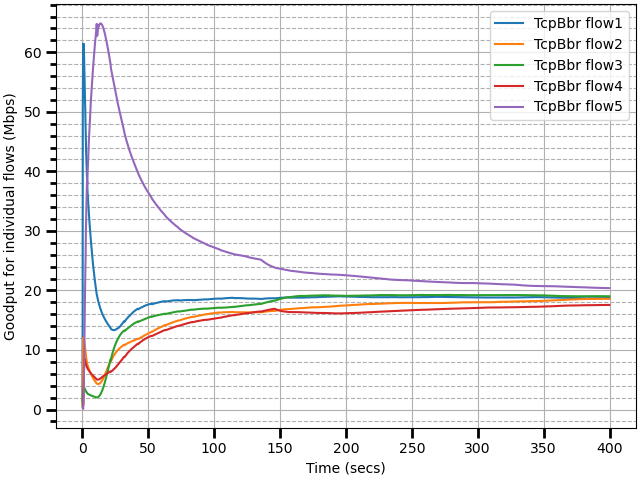 TcpBbr flow1
TcpBbr flow2
TcpBbr flow3
TcpBbr flow4
TcpBbr flow5
Goodput for individual flows (Mbps)
60
50
40
30
20
10
0
0 50 100 150 200 250 300 350 400
Time (secs)